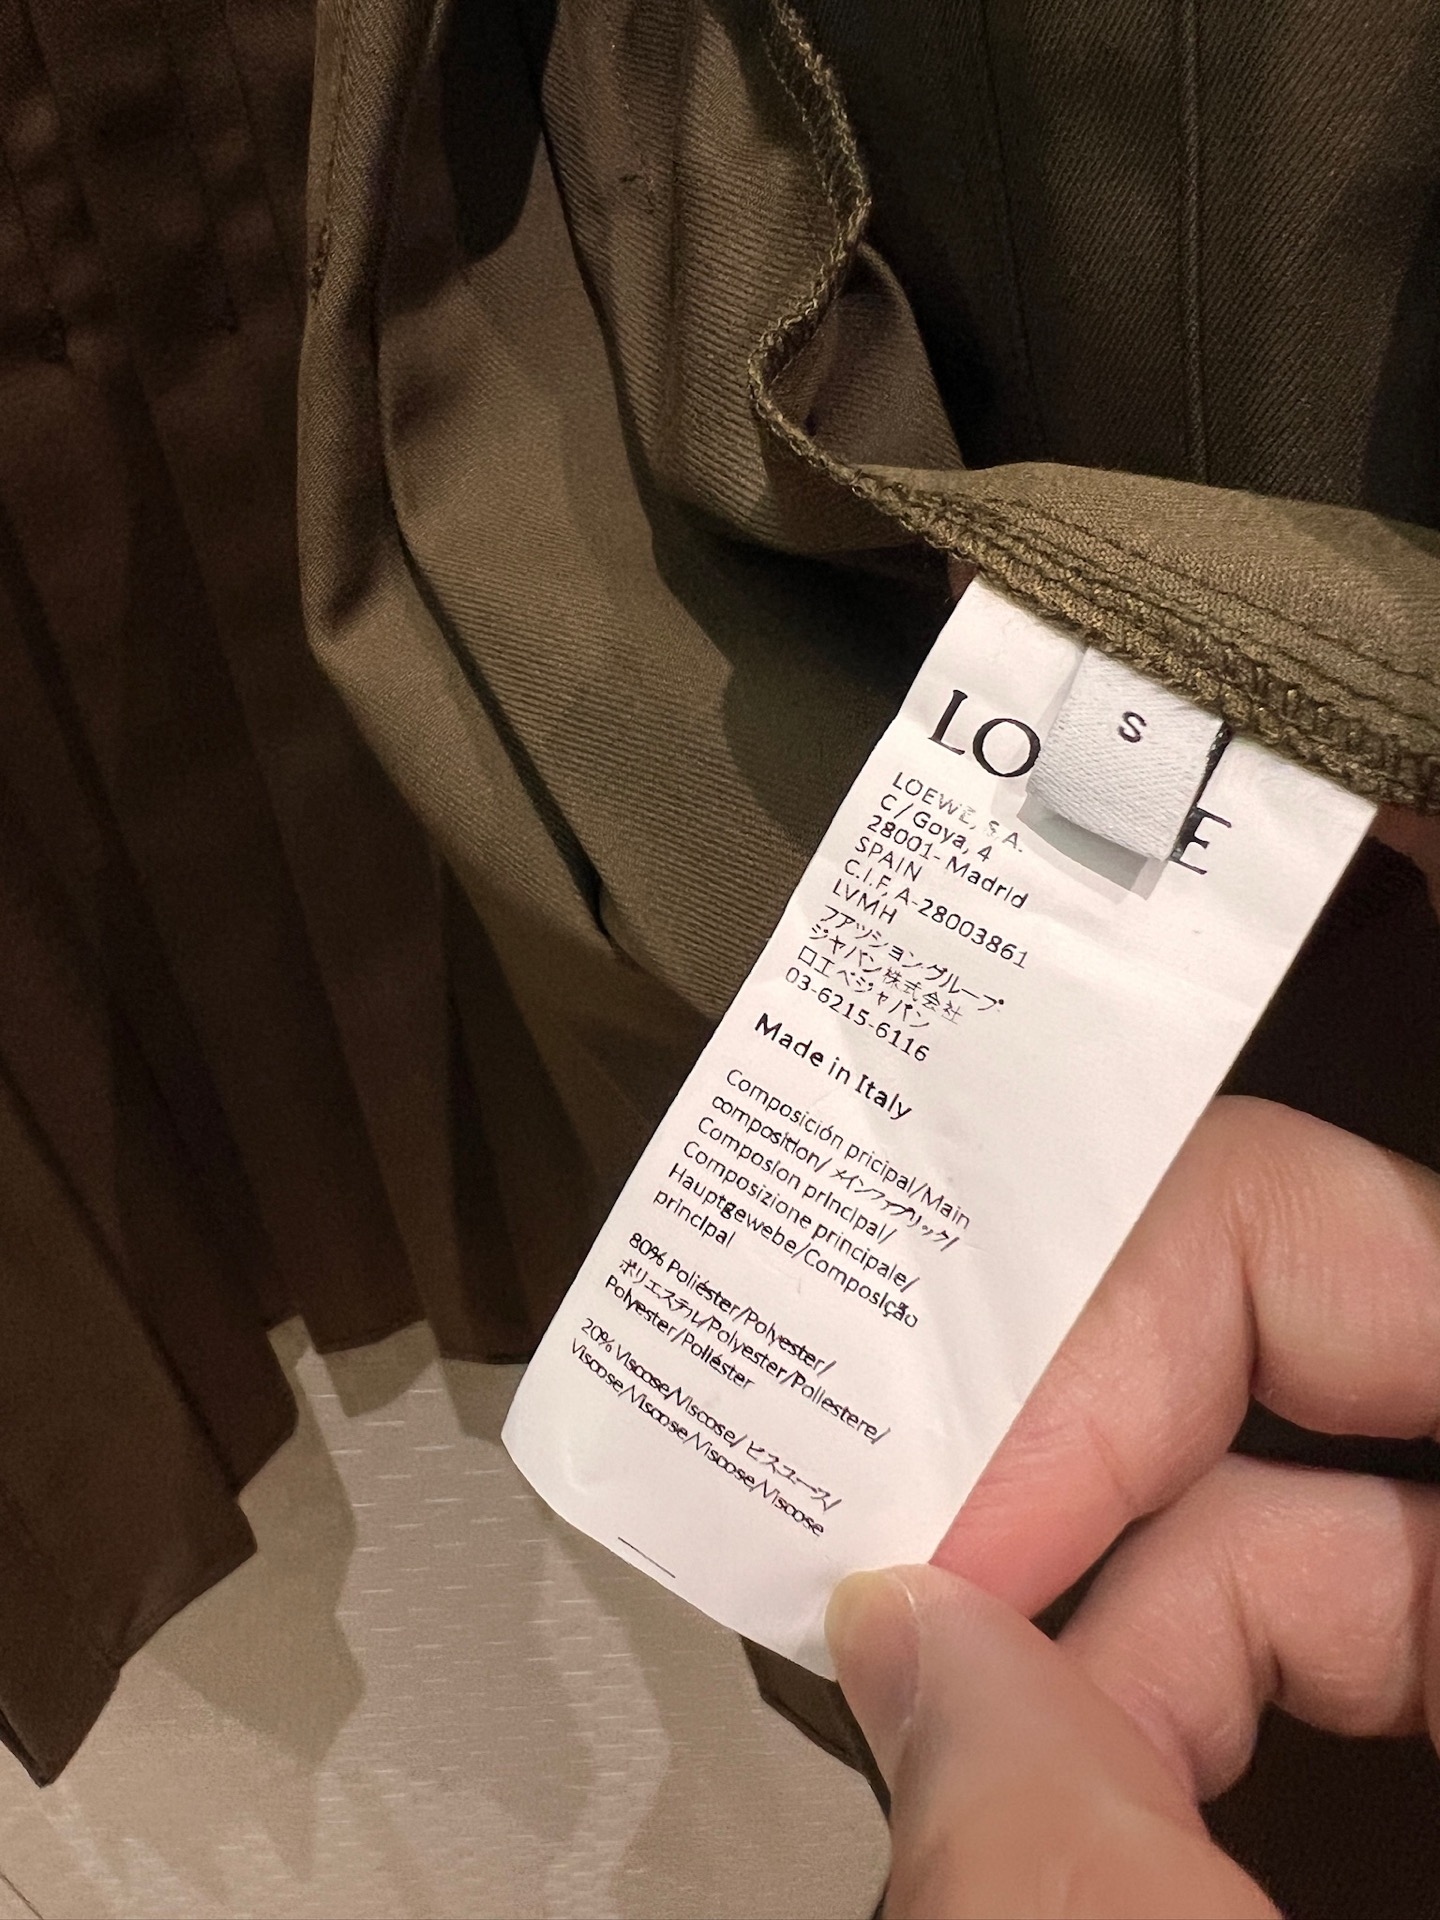 LO E
S
LOEWE, S.A.
C/Goya, 4
28001- Madrid
SPAIN
C.I.F, A-28003861
LVMH
ファッショングループ
ジャパン株式会社
ロエベジャパン
03-6215-6116
Made in Italy
Composición pricipal/Main
composition/メインファブリック/
Composion principal/
Composizione principale/
Hauptgewebe/Composição
principal
80% Poliéster/Polyester/
ポリエステル/Polyester/Poliestere/
Polyester/Poliéster
20% Viscose/Viscose/ビスコース/
Viscose/Viscose/Viscose/Viscose